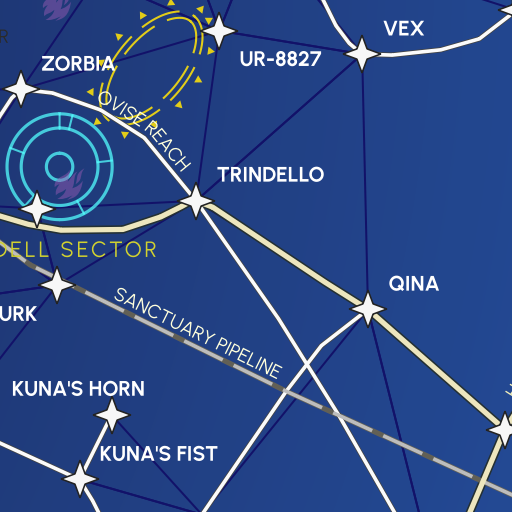 VEX
R
ZORBIA
UR-8827
OVISE REACH
TRINDELLO
DELL SECTOR
QINA
SANCTUARY PIPELINE
URK
KUNA'S HORN
KUNA'S FIST